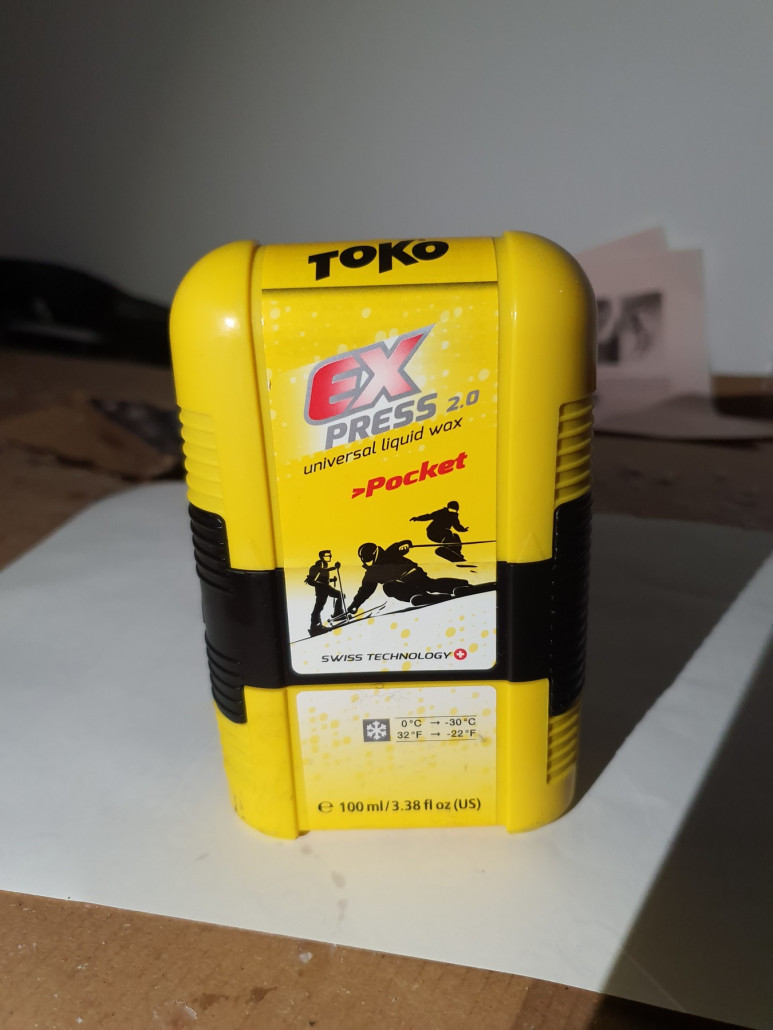 TOKO
EX
PRESS 2.0
universal liquid wax
>Pocket
SWISS TECHNOLOGY
0°C → -30°C
32°F → -22°F
℮ 100 ml/3.38 fl oz (US)